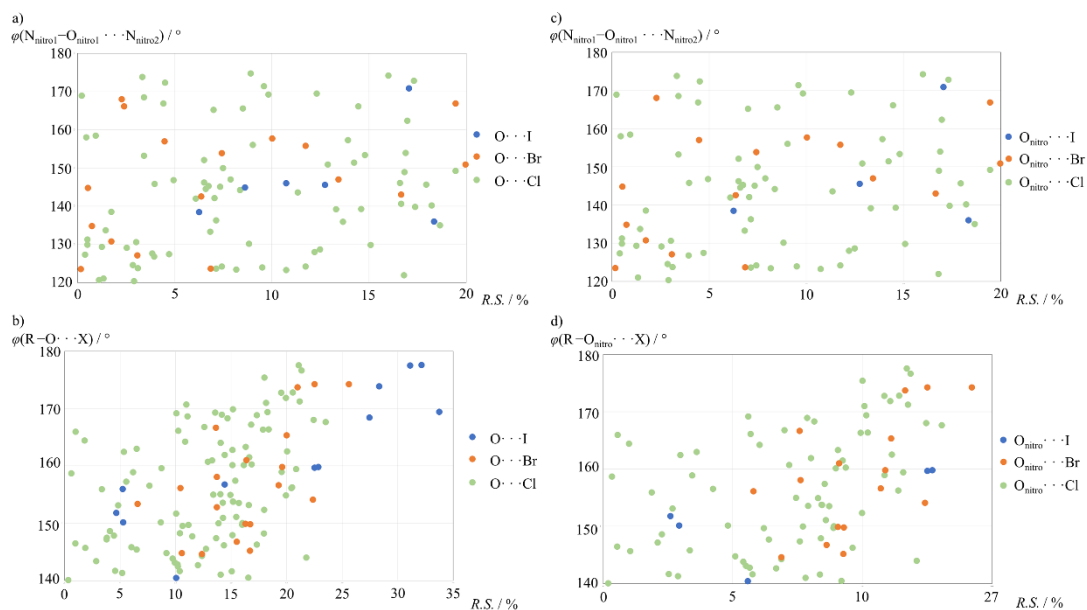 a)
φ(Nnitro1−Onitro1 · · · Nnitro2) / °
180
170
160
150
140
130
120
0 5 10 15 20
R.S. / %
O · · · I
O · · · Br
O · · · Cl
c)
φ(Nnitro1−Onitro1 · · · Nnitro2) / °
180
170
160
150
140
130
120
0 5 10 15 20
R.S. / %
Onitro · · · I
Onitro · · · Br
Onitro · · · Cl
b)
φ(R−O · · · X) / °
180
170
160
150
140
0 5 10 15 20 25 30 35
R.S. / %
O · · · I
O · · · Br
O · · · Cl
d)
φ(R−Onitro · · · X) / °
180
170
160
150
140
0 10 27
R.S. / %
Onitro · · · I
Onitro · · · Br
Onitro · · · Cl